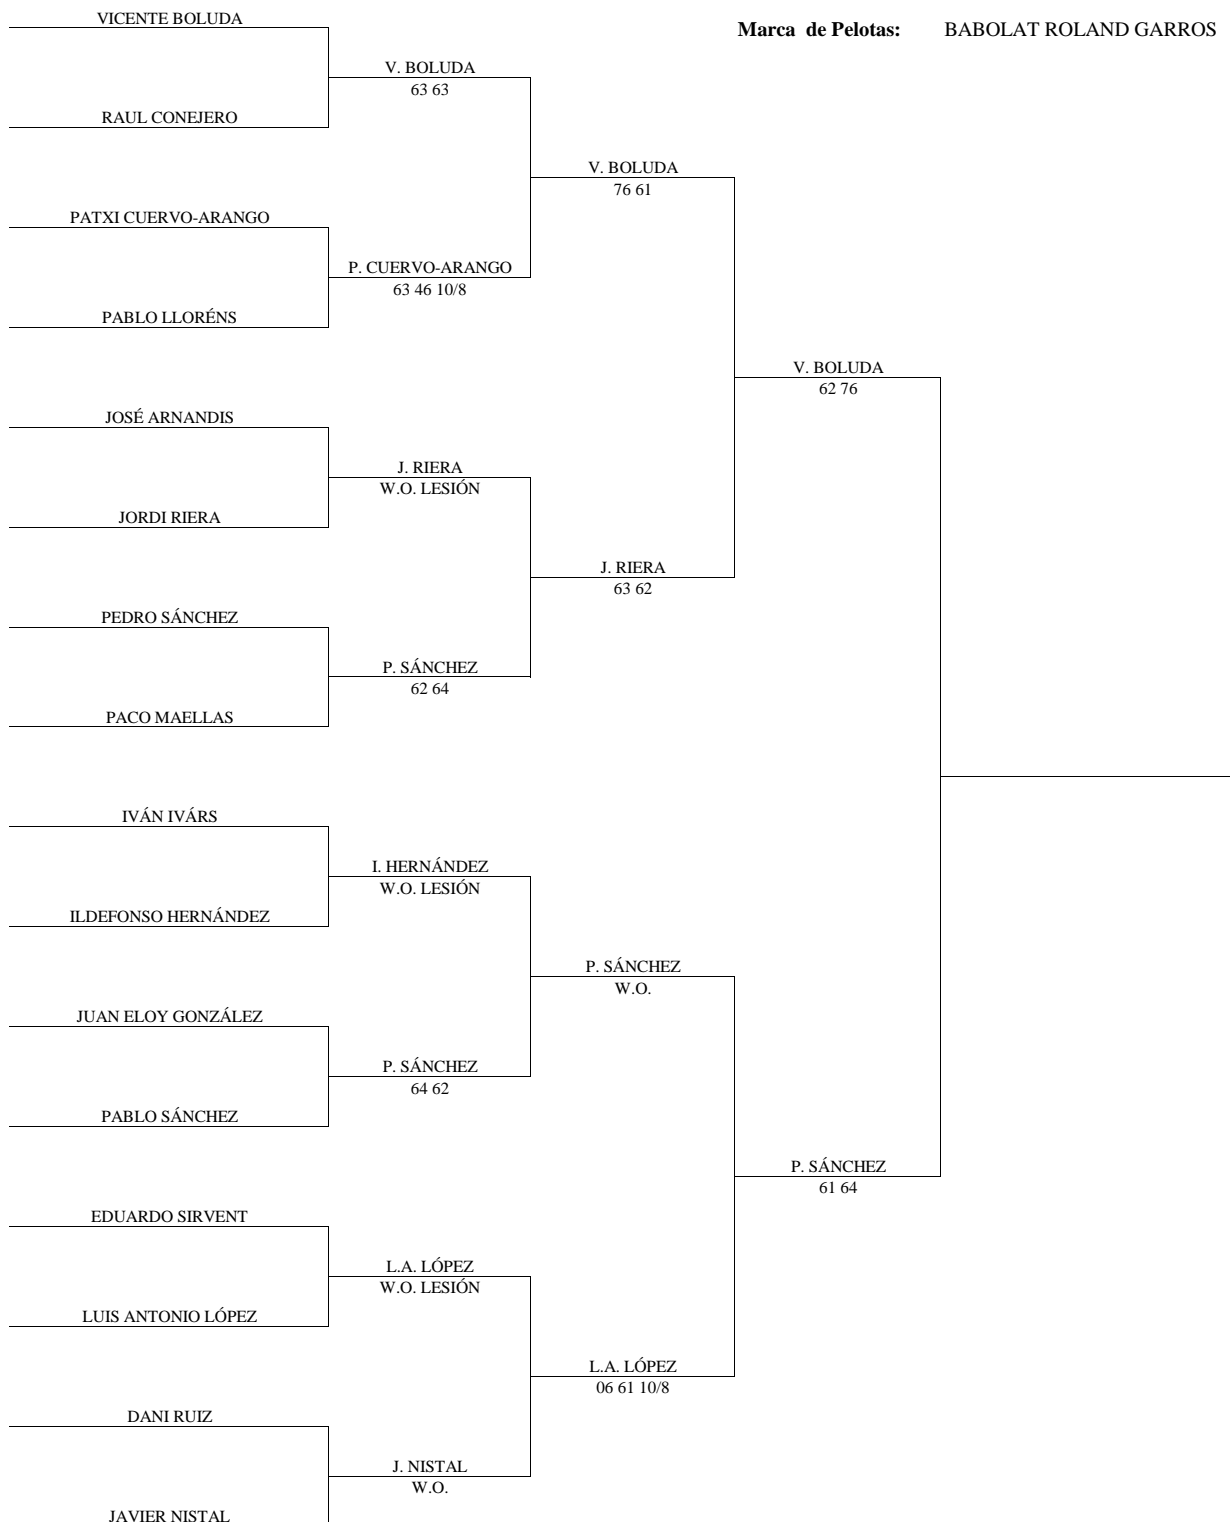 VICENTE BOLUDA
Marca de Pelotas: BABOLAT ROLAND GARROS
V. BOLUDA
63 63
RAUL CONEJERO
V. BOLUDA
76 61
PATXI CUERVO-ARANGO
P. CUERVO-ARANGO
63 46 10/8
PABLO LLORÉNS
V. BOLUDA
62 76
JOSÉ ARNANDIS
J. RIERA
W.O. LESIÓN
JORDI RIERA
J. RIERA
63 62
PEDRO SÁNCHEZ
P. SÁNCHEZ
62 64
PACO MAELLAS
IVÁN IVÁRS
I. HERNÁNDEZ
W.O. LESIÓN
ILDEFONSO HERNÁNDEZ
P. SÁNCHEZ
W.O.
JUAN ELOY GONZÁLEZ
P. SÁNCHEZ
64 62
PABLO SÁNCHEZ
P. SÁNCHEZ
61 64
EDUARDO SIRVENT
L.A. LÓPEZ
W.O. LESIÓN
LUIS ANTONIO LÓPEZ
L.A. LÓPEZ
06 61 10/8
DANI RUIZ
J. NISTAL
W.O.
JAVIER NISTAL